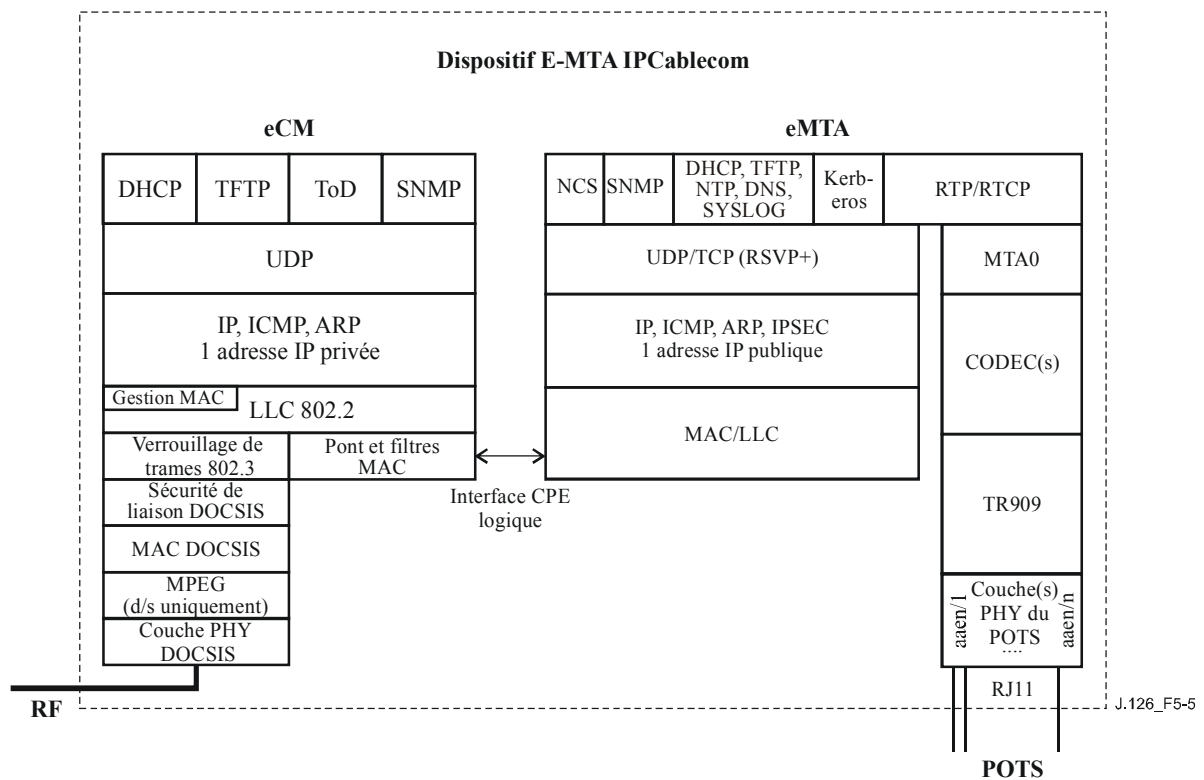 Dispositif E-MTA IPCablecom
eCM
eMTA
DHCP
TFTP
ToD
SNMP
NCS
SNMP
DHCP, TFTP,
NTP, DNS,
SYSLOG
Kerb-
eros
RTP/RTCP
UDP
UDP/TCP (RSVP+)
MTA0
IP, ICMP, ARP
1 adresse IP privée
IP, ICMP, ARP, IPSEC
1 adresse IP publique
CODEC(s)
Gestion MAC
LLC 802.2
MAC/LLC
Verrouillage de
trames 802.3
Pont et filtres
MAC
Interface CPE
logique
Sécurité de
liaison DOCSIS
TR909
MAC DOCSIS
MPEG
(d/s uniquement)
Couche PHY
DOCSIS
aaen/1
Couche(s)
PHY du
POTS
....
aaen/n
RF
RJ11
POTS
J.126_F5-5